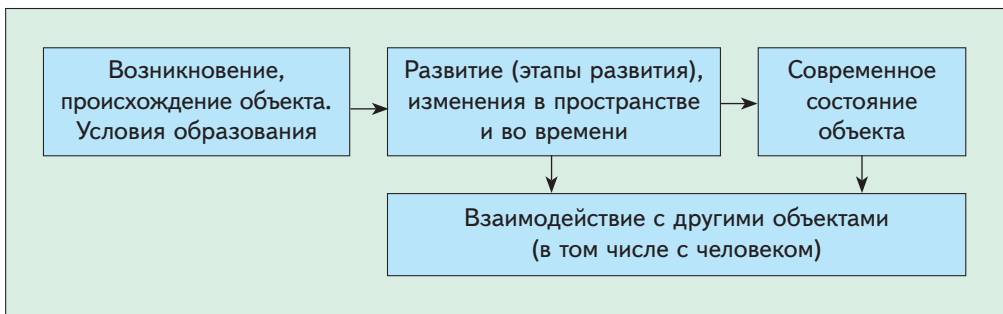 Возникновение,
происхождение объекта.
Условия образования
Развитие (этапы развития),
изменения в пространстве
и во времени
Современное
состояние
объекта
Взаимодействие с другими объектами
(в том числе с человеком)